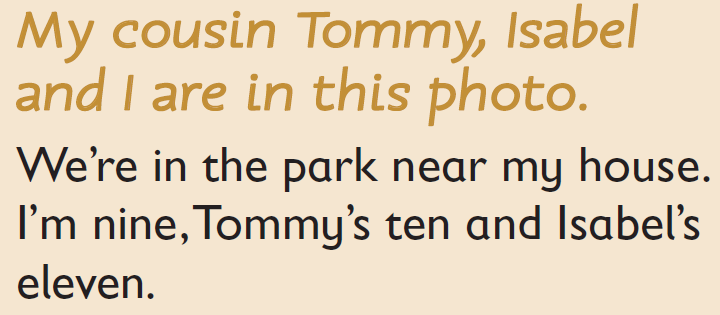 My cousin Tommy, Isabel
and I are in this photo.
We're in the park near my house.
I'm nine, Tommy's ten and Isabel's
eleven.